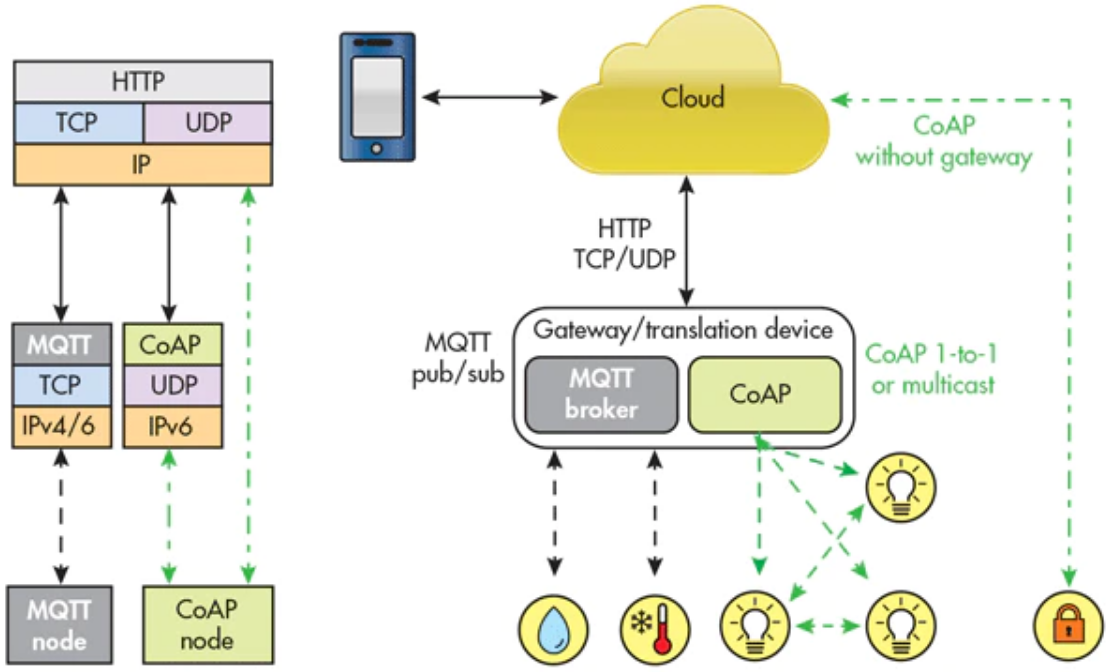 HTTP
TCP
UDP
IP
MQTT
TCP
IPv4/6
CoAP
UDP
IPv6
MQTT
node
CoAP
node
Cloud
CoAP
without gateway
HTTP
TCP/UDP
MQTT
pub/sub
Gateway/translation device
MQTT
broker
CoAP
CoAP 1-to-1
or multicast